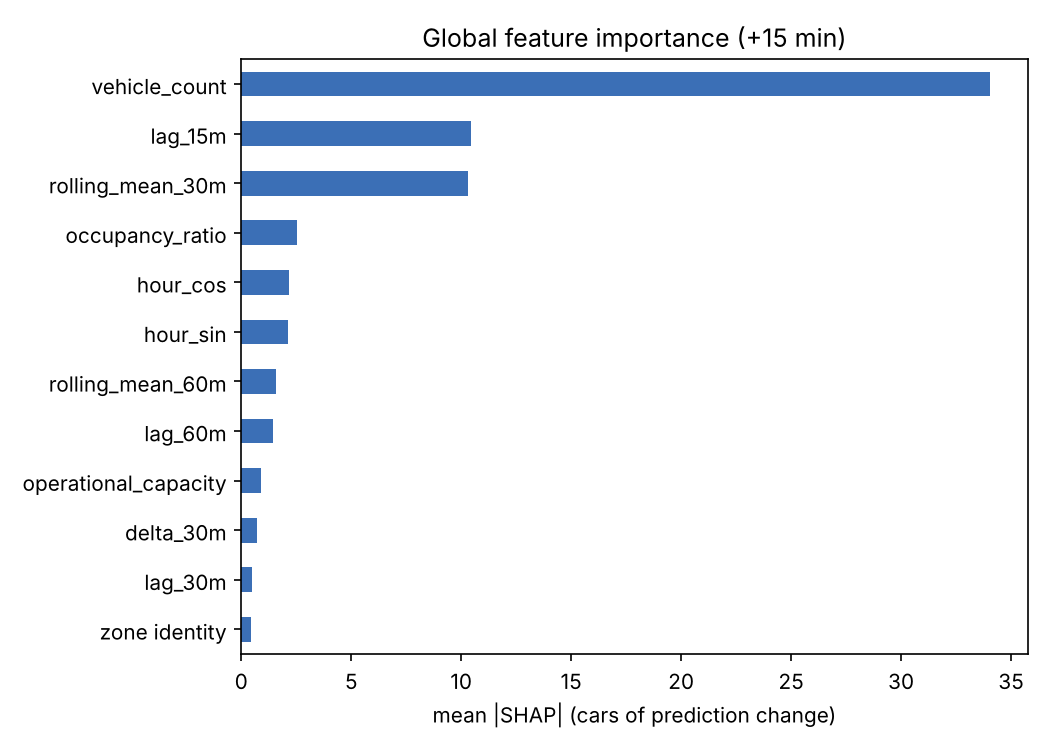 Global feature importance (+15 min)
vehicle_count
lag_15m
rolling_mean_30m
occupancy_ratio
hour_cos
hour_sin
rolling_mean_60m
lag_60m
operational_capacity
delta_30m
lag_30m
zone identity
0 5 10 15 20 25 30 35
mean |SHAP| (cars of prediction change)